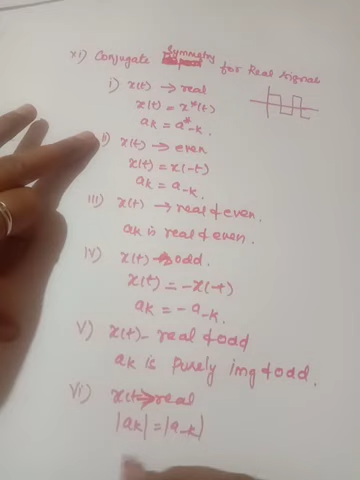 xi) Conjugate Symmetry for Real signal
i) x(t) → real
x(t) = x*(t)
ak = a*-k.
ii) x(t) → even
x(t) = x(-t)
ak = a-k.
iii) x(t) → real & even.
ak is real & even.
iv) x(t) → odd.
x(t) = -x(-t)
ak = -a-k.
v) x(t) - real & odd
ak is Purely img & odd.
vi) x(t) → real
|ak| = |a-k|